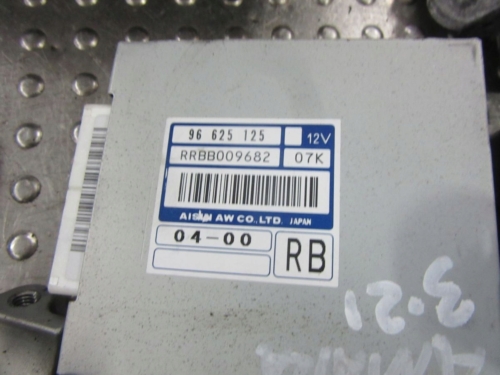 96 625 125 12V
RRBB009682 07K
AISIN AW CO.,LTD. JAPAN
04-00
RB
3.21